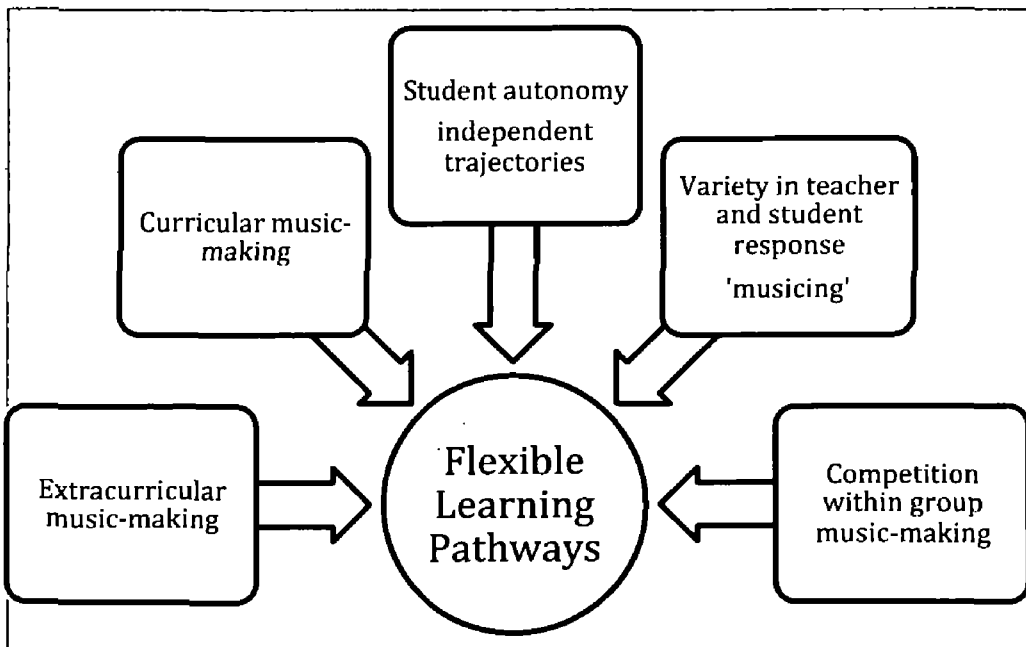 Student autonomy
independent
trajectories
Curricular music-
making
Variety in teacher
and student
response
'musicing'
Extracurricular
music-making
Flexible
Learning
Pathways
Competition
within group
music-making